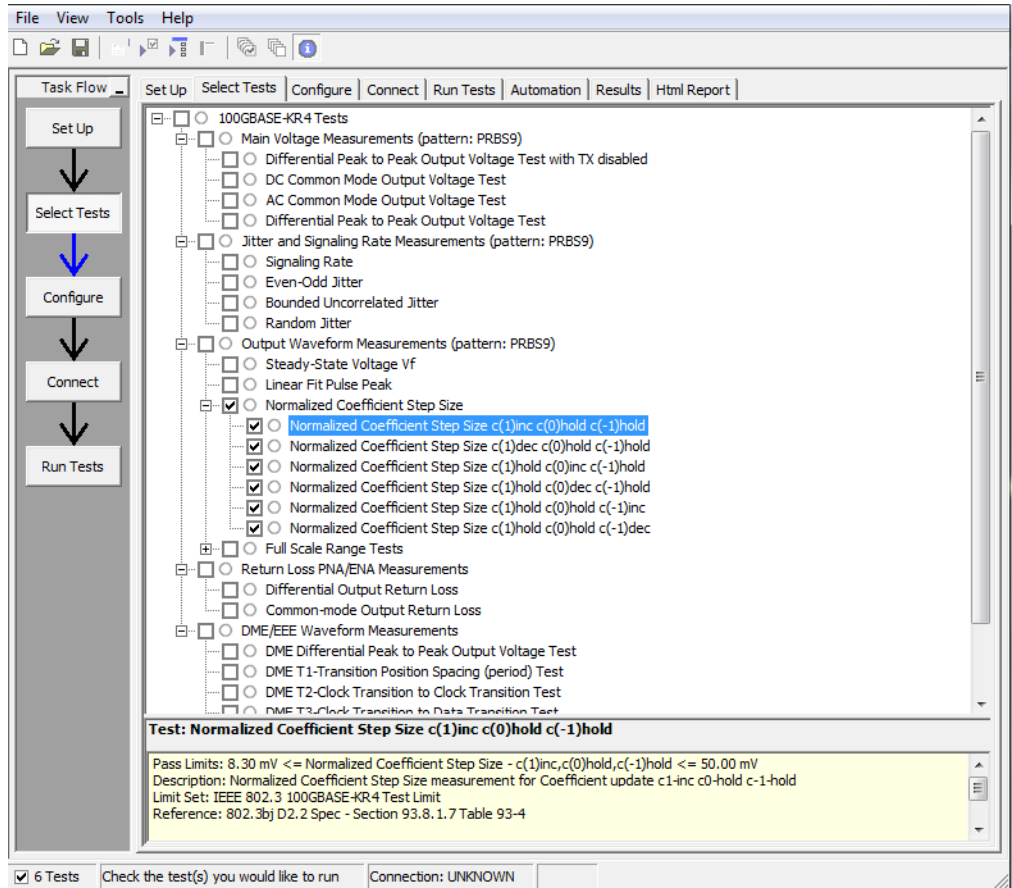 File View Tools Help
Task Flow _
Set Up
Select Tests
Configure
Connect
Run Tests
Set Up Select Tests Configure Connect Run Tests Automation Results Html Report
100GBASE-KR4 Tests
Main Voltage Measurements (pattern: PRBS9)
Differential Peak to Peak Output Voltage Test with TX disabled
DC Common Mode Output Voltage Test
AC Common Mode Output Voltage Test
Differential Peak to Peak Output Voltage Test
Jitter and Signaling Rate Measurements (pattern: PRBS9)
Signaling Rate
Even-Odd Jitter
Bounded Uncorrelated Jitter
Random Jitter
Output Waveform Measurements (pattern: PRBS9)
Steady-State Voltage Vf
Linear Fit Pulse Peak
Normalized Coefficient Step Size
Normalized Coefficient Step Size c(1)inc c(0)hold c(-1)hold
Normalized Coefficient Step Size c(1)dec c(0)hold c(-1)hold
Normalized Coefficient Step Size c(1)hold c(0)inc c(-1)hold
Normalized Coefficient Step Size c(1)hold c(0)dec c(-1)hold
Normalized Coefficient Step Size c(1)hold c(0)hold c(-1)inc
Normalized Coefficient Step Size c(1)hold c(0)hold c(-1)dec
Full Scale Range Tests
Return Loss PNA/ENA Measurements
Differential Output Return Loss
Common-mode Output Return Loss
DME/EEE Waveform Measurements
DME Differential Peak to Peak Output Voltage Test
DME T1-Transition Position Spacing (period) Test
DME T2-Clock Transition to Clock Transition Test
DME T3-Clock Transition to Data Transition Test
Test: Normalized Coefficient Step Size c(1)inc c(0)hold c(-1)hold
Pass Limits: 8.30 mV <= Normalized Coefficient Step Size - c(1)inc,c(0)hold,c(-1)hold <= 50.00 mV
Description: Normalized Coefficient Step Size measurement for Coefficient update c1-inc c0-hold c-1-hold
Limit Set: IEEE 802.3 100GBASE-KR4 Test Limit
Reference: 802.3bj D2.2 Spec - Section 93.8.1.7 Table 93-4
6 Tests Check the test(s) you would like to run Connection: UNKNOWN